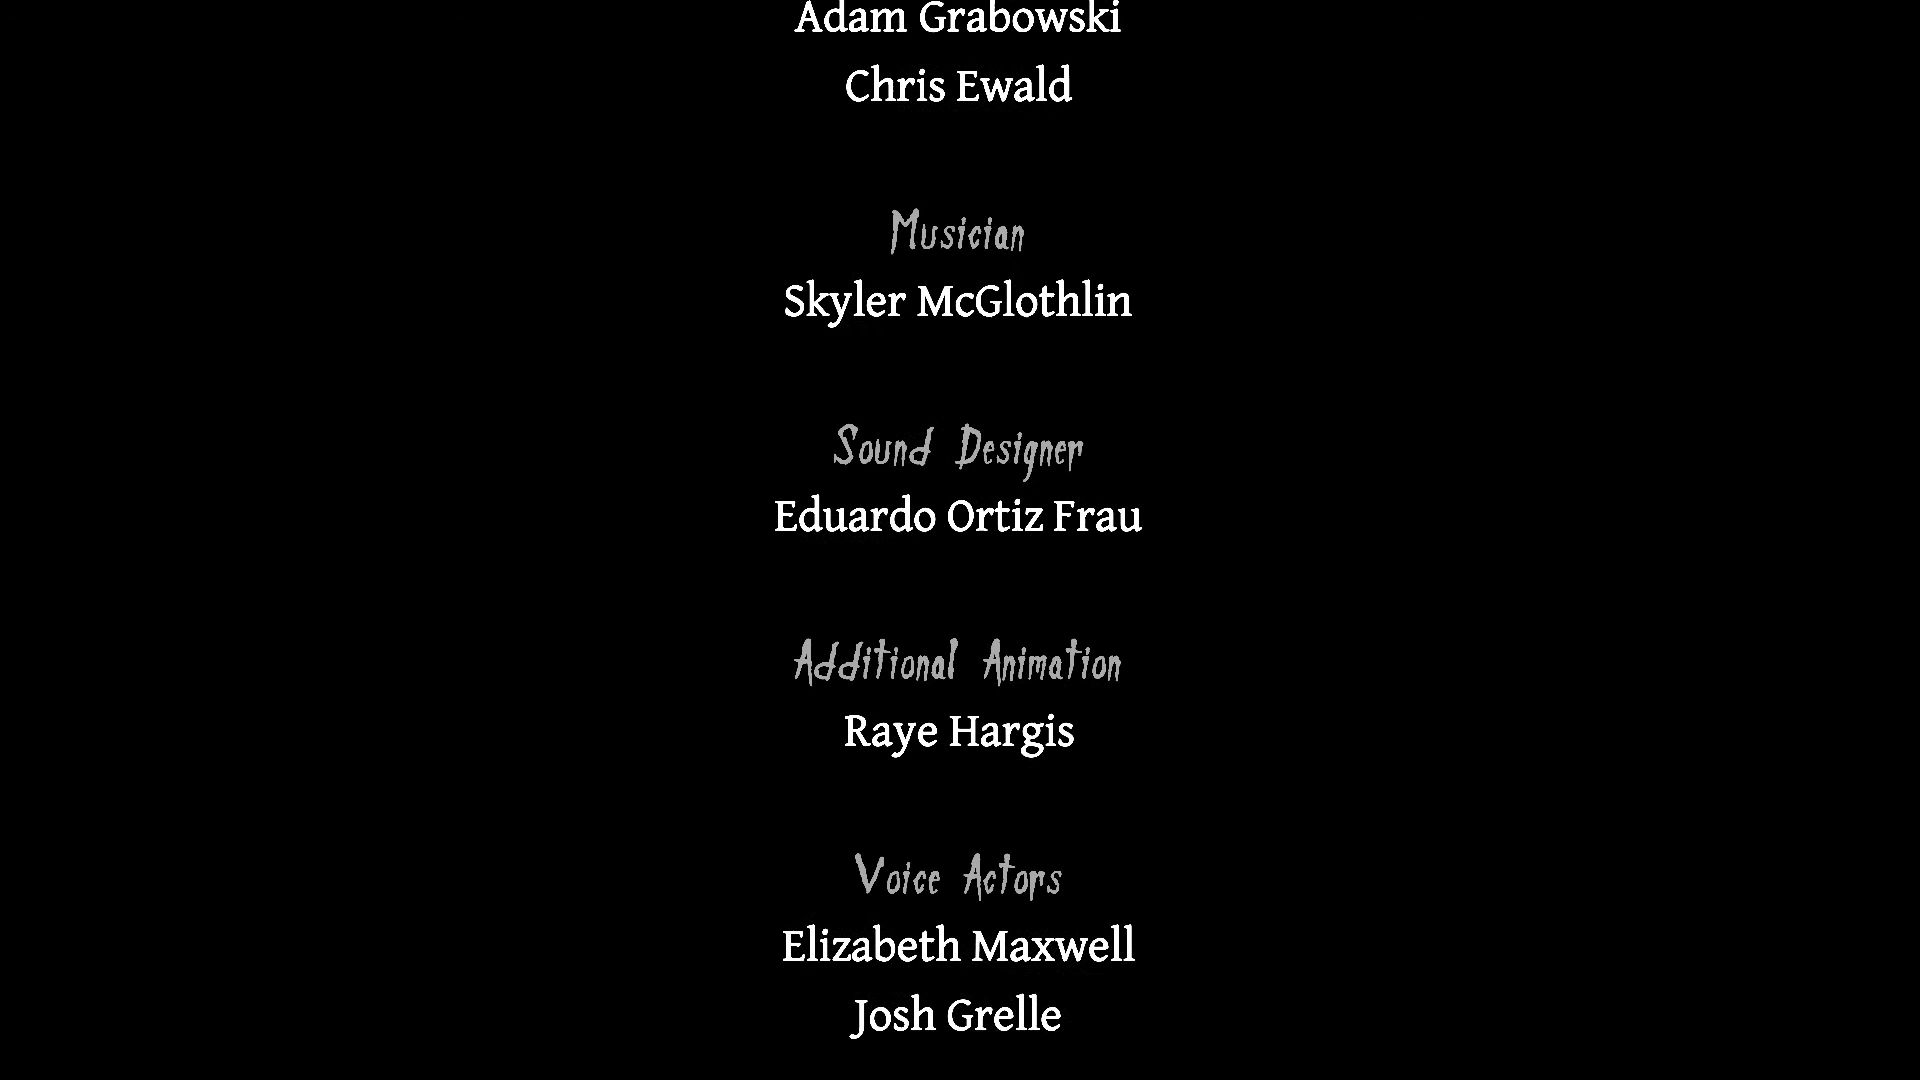 Adam Grabowski
Chris Ewald
Musician
Skyler McGlothlin
Sound Designer
Eduardo Ortiz Frau
Additional Animation
Raye Hargis
Voice Actors
Elizabeth Maxwell
Josh Grelle